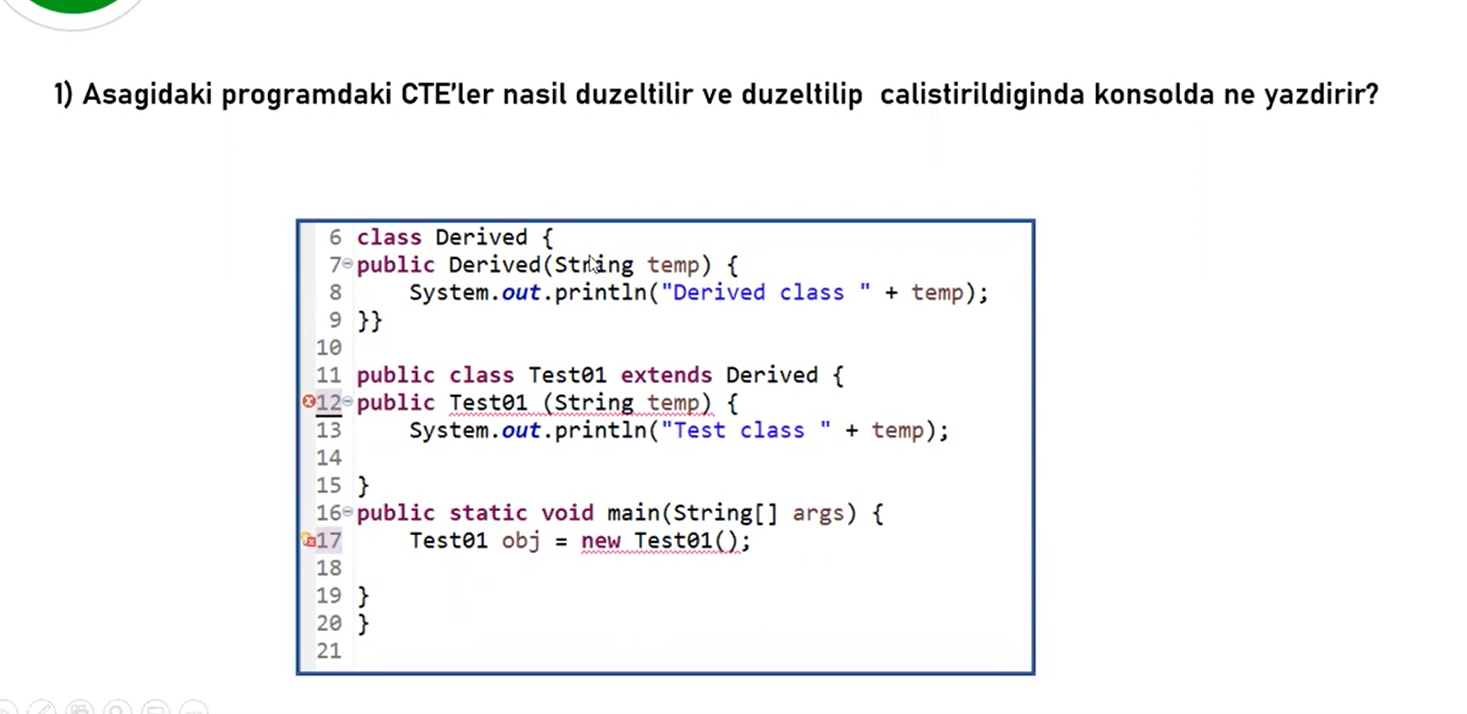 1) Asagidaki programdaki CTE'ler nasil duzeltilir ve duzeltilip calistirildiginda konsolda ne yazdirir?
6 class Derived {
7 public Derived(String temp) {
8 System.out.println("Derived class " + temp);
9 }}
10
11 public class Test01 extends Derived {
12 public Test01 (String temp) {
13 System.out.println("Test class " + temp);
14
15 }
16 public static void main(String[] args) {
17 Test01 obj = new Test01();
18
19 }
20 }
21